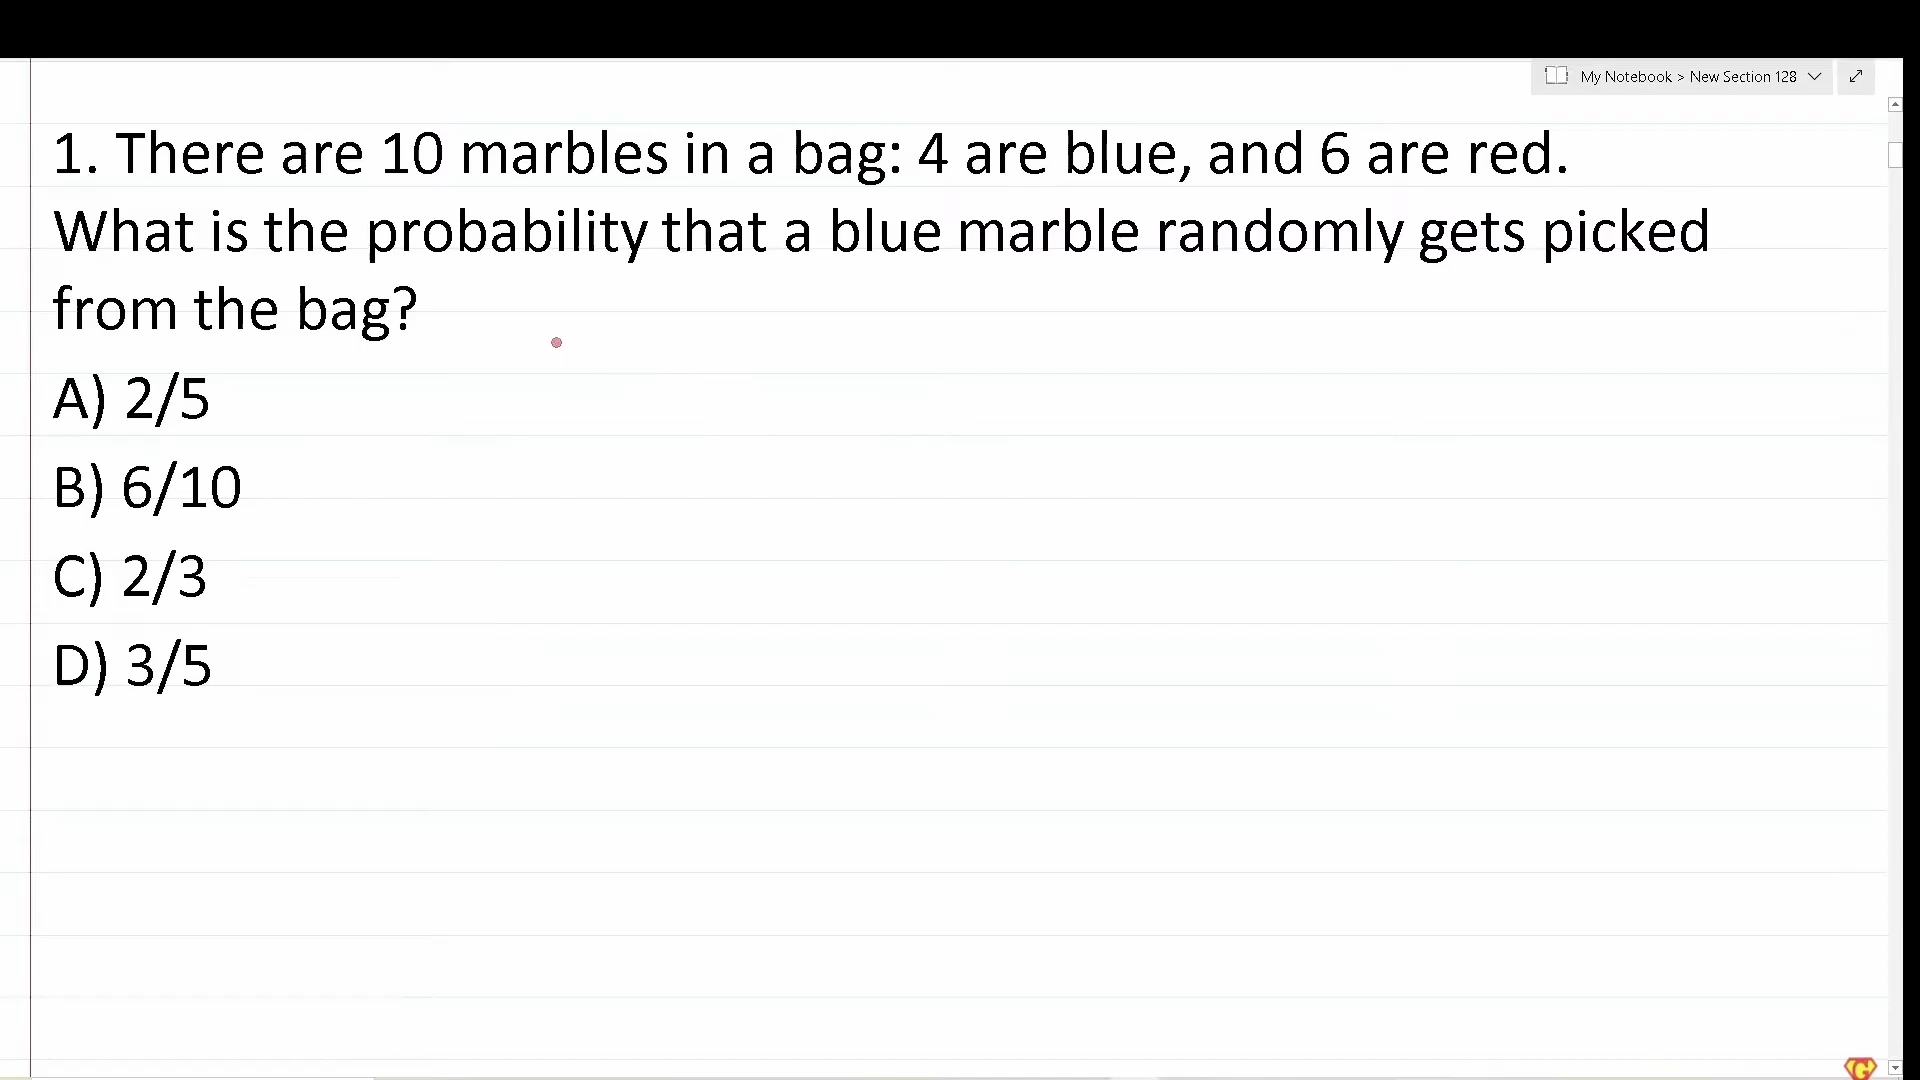 My Notebook > New Section 128
1. There are 10 marbles in a bag: 4 are blue, and 6 are red.
What is the probability that a blue marble randomly gets picked
from the bag?
A) 2/5
B) 6/10
C) 2/3
D) 3/5
G